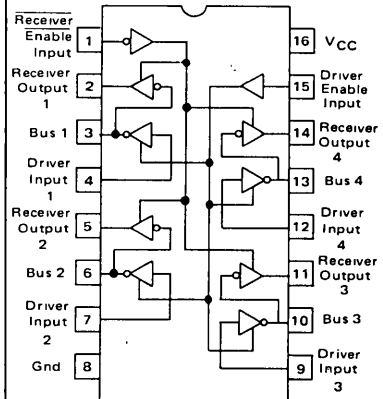 Receiver
Enable
Input
1
Receiver
Output
1
2
Bus 1
3
Driver
Input
1
4
Receiver
Output
2
5
Bus 2
6
Driver
Input
2
7
Gnd
8
16
VCC
15
Driver
Enable
Input
14
Receiver
Output
4
13
Bus 4
12
Driver
Input
4
11
Receiver
Output
3
10
Bus 3
9
Driver
Input
3